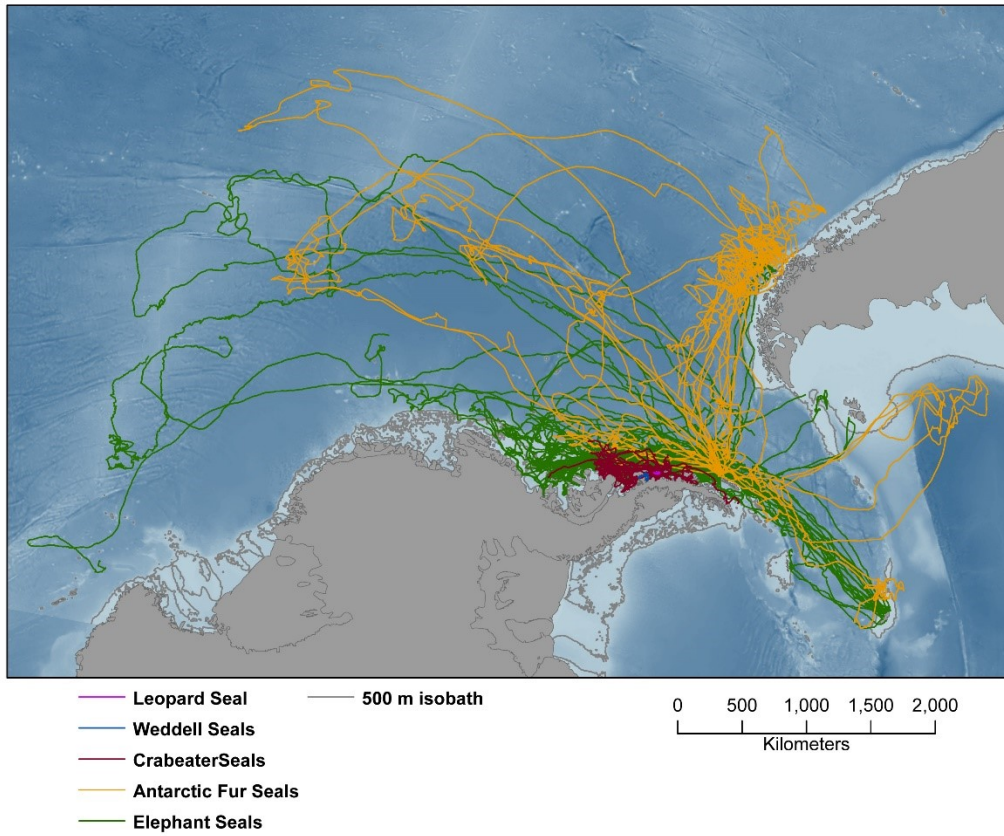 Leopard Seal
500 m isobath
Weddell Seals
CrabeaterSeals
Antarctic Fur Seals
Elephant Seals
0 500 1,000 1,500 2,000
Kilometers